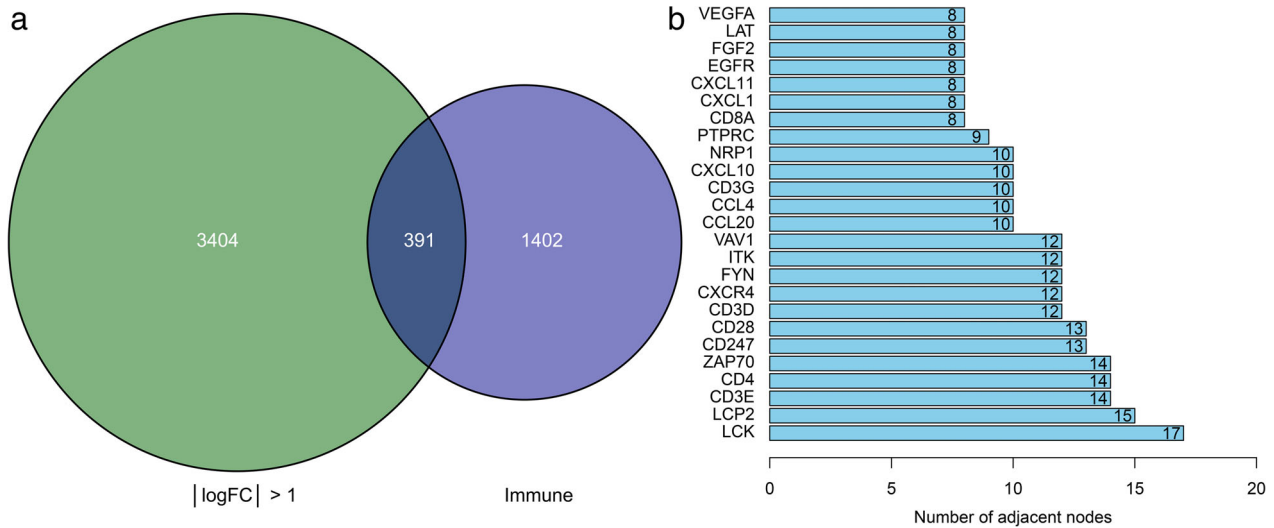 a
3404
391
1402
|logFC| > 1
Immune
b
VEGFA 8
LAT 8
FGF2 8
EGFR 8
CXCL11 8
CXCL1 8
CD8A 8
PTPRC 9
NRP1 10
CXCL10 10
CD3G 10
CCL4 10
CCL20 10
VAV1 12
ITK 12
FYN 12
CXCR4 12
CD3D 12
CD28 13
CD247 13
ZAP70 14
CD4 14
CD3E 14
LCP2 15
LCK 17
0 5 10 15 20
Number of adjacent nodes